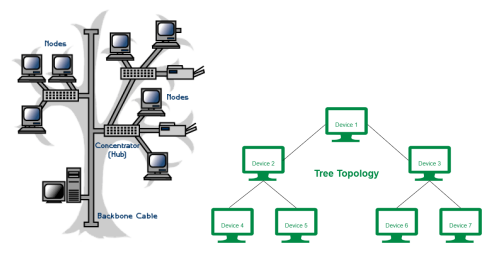 Nodes
Nodes
Concentrator
(Hub)
Backbone Cable
Device 1
Device 2
Device 3
Tree Topology
Device 4
Device 5
Device 6
Device 7